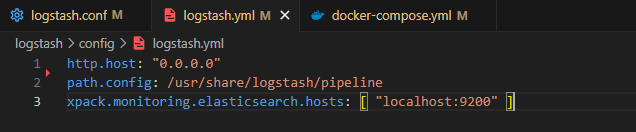 logstash.conf M logstash.yml M docker-compose.yml M
logstash > config > logstash.yml
1 http.host: "0.0.0.0"
2 path.config: /usr/share/logstash/pipeline
3 xpack.monitoring.elasticsearch.hosts: [ "localhost:9200" ]